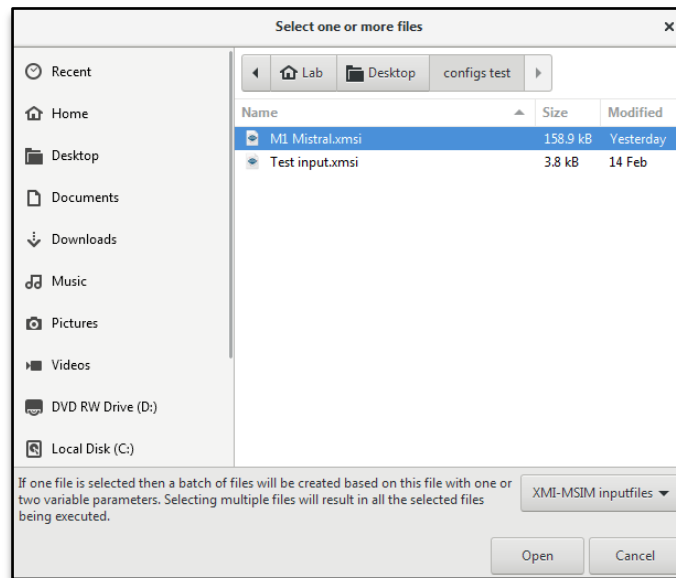 Select one or more files ×
Recent
Home
Desktop
Documents
Downloads
Music
Pictures
Videos
DVD RW Drive (D:)
Local Disk (C:)
Lab Desktop configs test
Name Size Modified
M1 Mistral.xmsi 158.9 kB Yesterday
Test input.xmsi 3.8 kB 14 Feb
If one file is selected then a batch of files will be created based on this file with one or
two variable parameters. Selecting multiple files will result in all the selected files
being executed.
XMI-MSIM inputfiles
Open Cancel